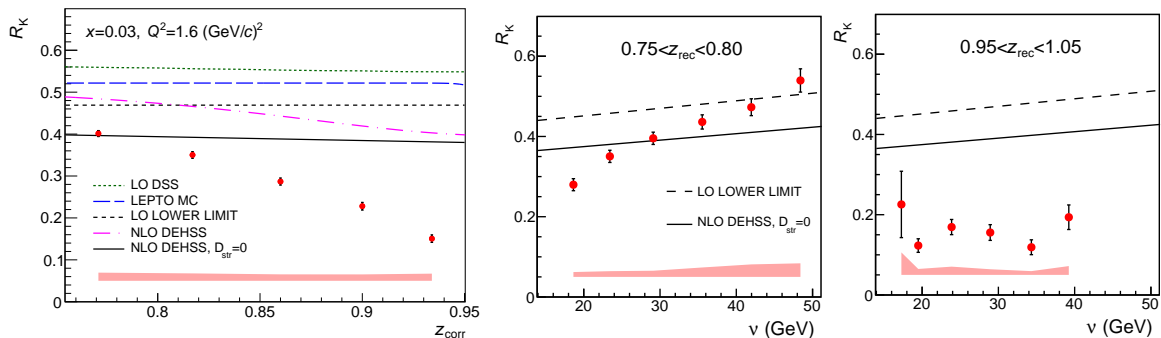 R_K
x=0.03, Q²=1.6 (GeV/c)²
0.6
0.5
0.4
0.3
0.2
0.1
0
LO DSS
LEPTO MC
LO LOWER LIMIT
NLO DEHSS
NLO DEHSS, D_str=0
0.8 0.85 0.9 0.95
z_corr
R_K
0.75<z_rec<0.80
0.6
0.4
0.2
0
LO LOWER LIMIT
NLO DEHSS, D_str=0
20 30 40 50
ν (GeV)
R_K
0.95<z_rec<1.05
0.6
0.4
0.2
0
20 30 40 50
ν (GeV)